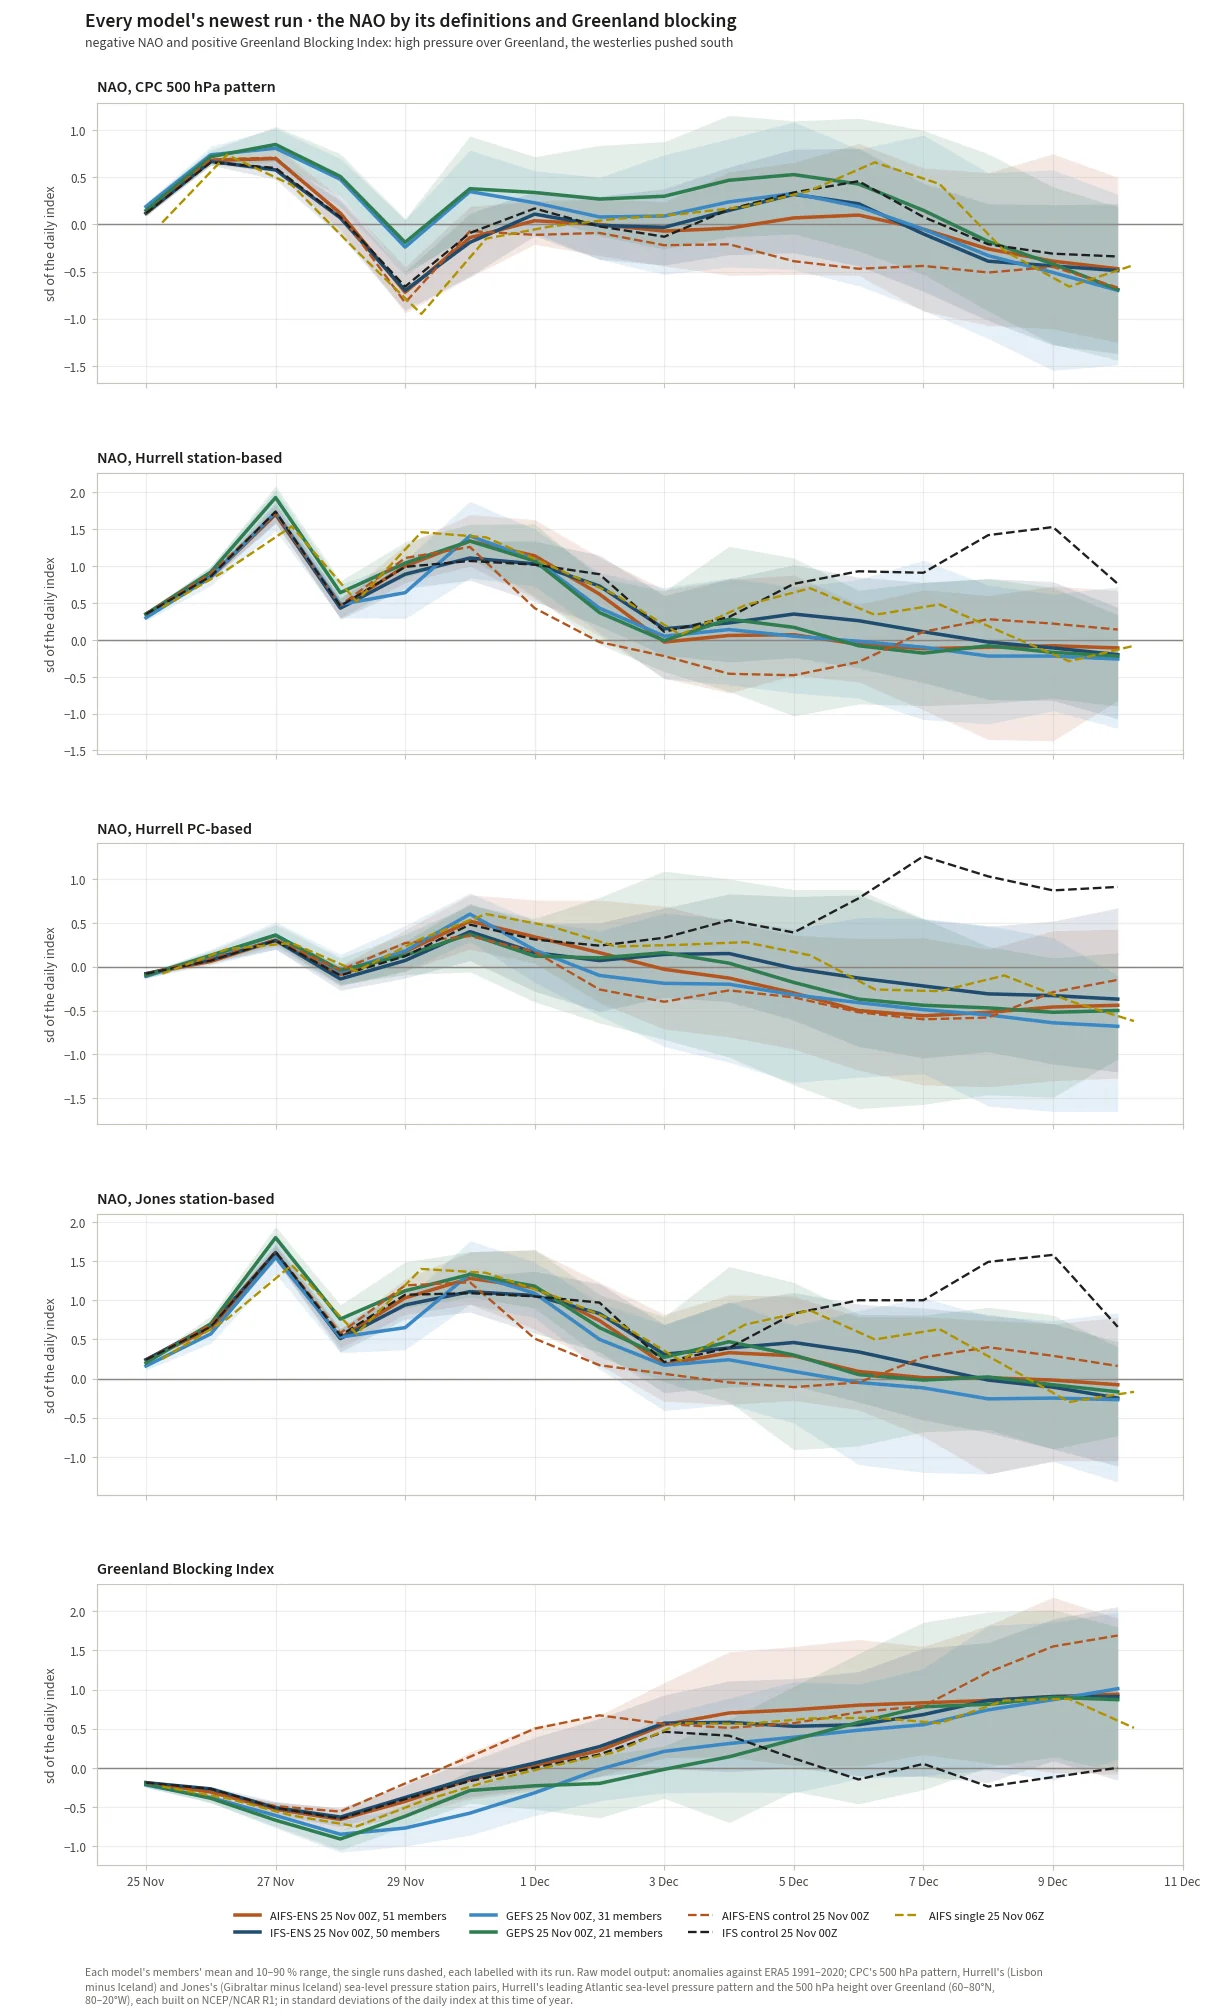 Every model's newest run · the NAO by its definitions and Greenland blocking
negative NAO and positive Greenland Blocking Index: high pressure over Greenland, the westerlies pushed south
NAO, CPC 500 hPa pattern
sd of the daily index
1.0
0.5
0.0
−0.5
−1.0
−1.5
NAO, Hurrell station-based
sd of the daily index
2.0
1.5
1.0
0.5
0.0
−0.5
−1.0
−1.5
NAO, Hurrell PC-based
sd of the daily index
1.0
0.5
0.0
−0.5
−1.0
−1.5
NAO, Jones station-based
sd of the daily index
2.0
1.5
1.0
0.5
0.0
−0.5
−1.0
Greenland Blocking Index
sd of the daily index
2.0
1.5
1.0
0.5
0.0
−0.5
−1.0
25 Nov 27 Nov 29 Nov 1 Dec 3 Dec 5 Dec 7 Dec 9 Dec 11 Dec
AIFS-ENS 25 Nov 00Z, 51 members GEFS 25 Nov 00Z, 31 members AIFS-ENS control 25 Nov 00Z AIFS single 25 Nov 06Z
IFS-ENS 25 Nov 00Z, 50 members GEPS 25 Nov 00Z, 21 members IFS control 25 Nov 00Z
Each model's members' mean and 10–90 % range, the single runs dashed, each labelled with its run. Raw model output: anomalies against ERA5 1991–2020; CPC's 500 hPa pattern, Hurrell's (Lisbon
minus Iceland) and Jones's (Gibraltar minus Iceland) sea-level pressure station pairs, Hurrell's leading Atlantic sea-level pressure pattern and the 500 hPa height over Greenland (60–80°N,
80–20°W), each built on NCEP/NCAR R1; in standard deviations of the daily index at this time of year.